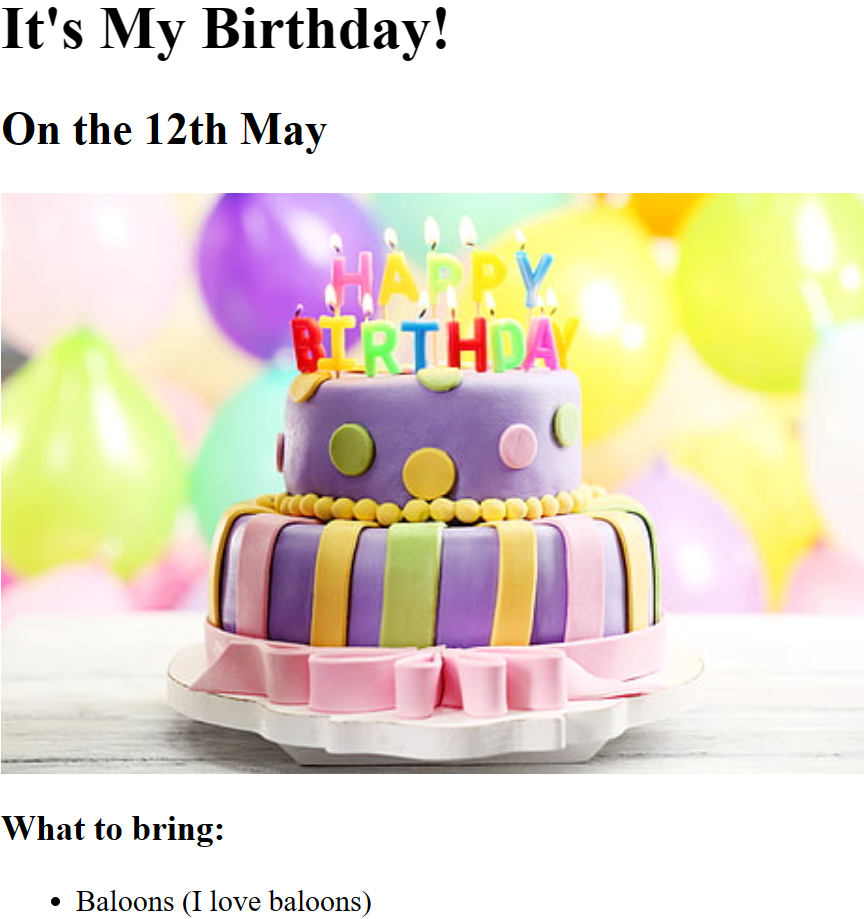 It's My Birthday!
On the 12th May
HAPPY
BIRTHDAY
What to bring:
Baloons (I love baloons)